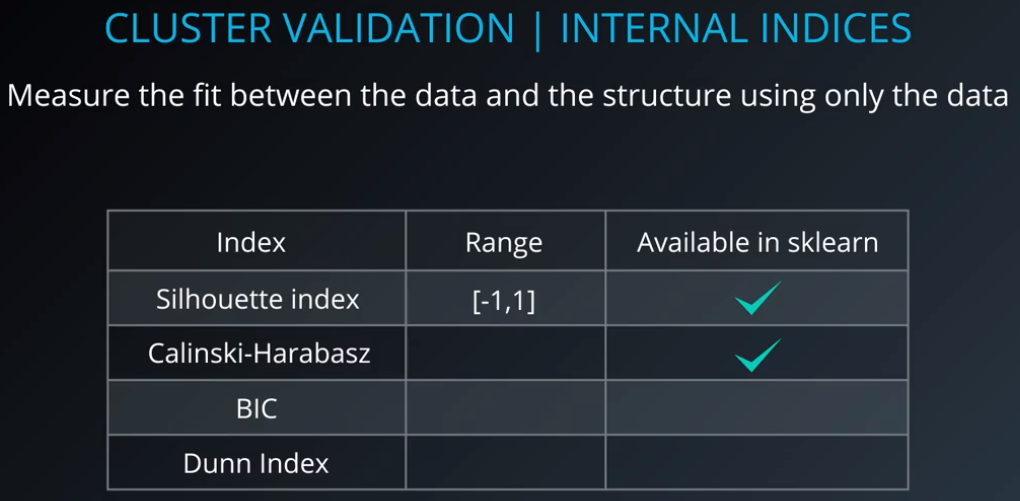 CLUSTER VALIDATION | INTERNAL INDICES
Measure the fit between the data and the structure using only the data
Index Range Available in sklearn
Silhouette index [-1,1]
Calinski-Harabasz
BIC
Dunn Index